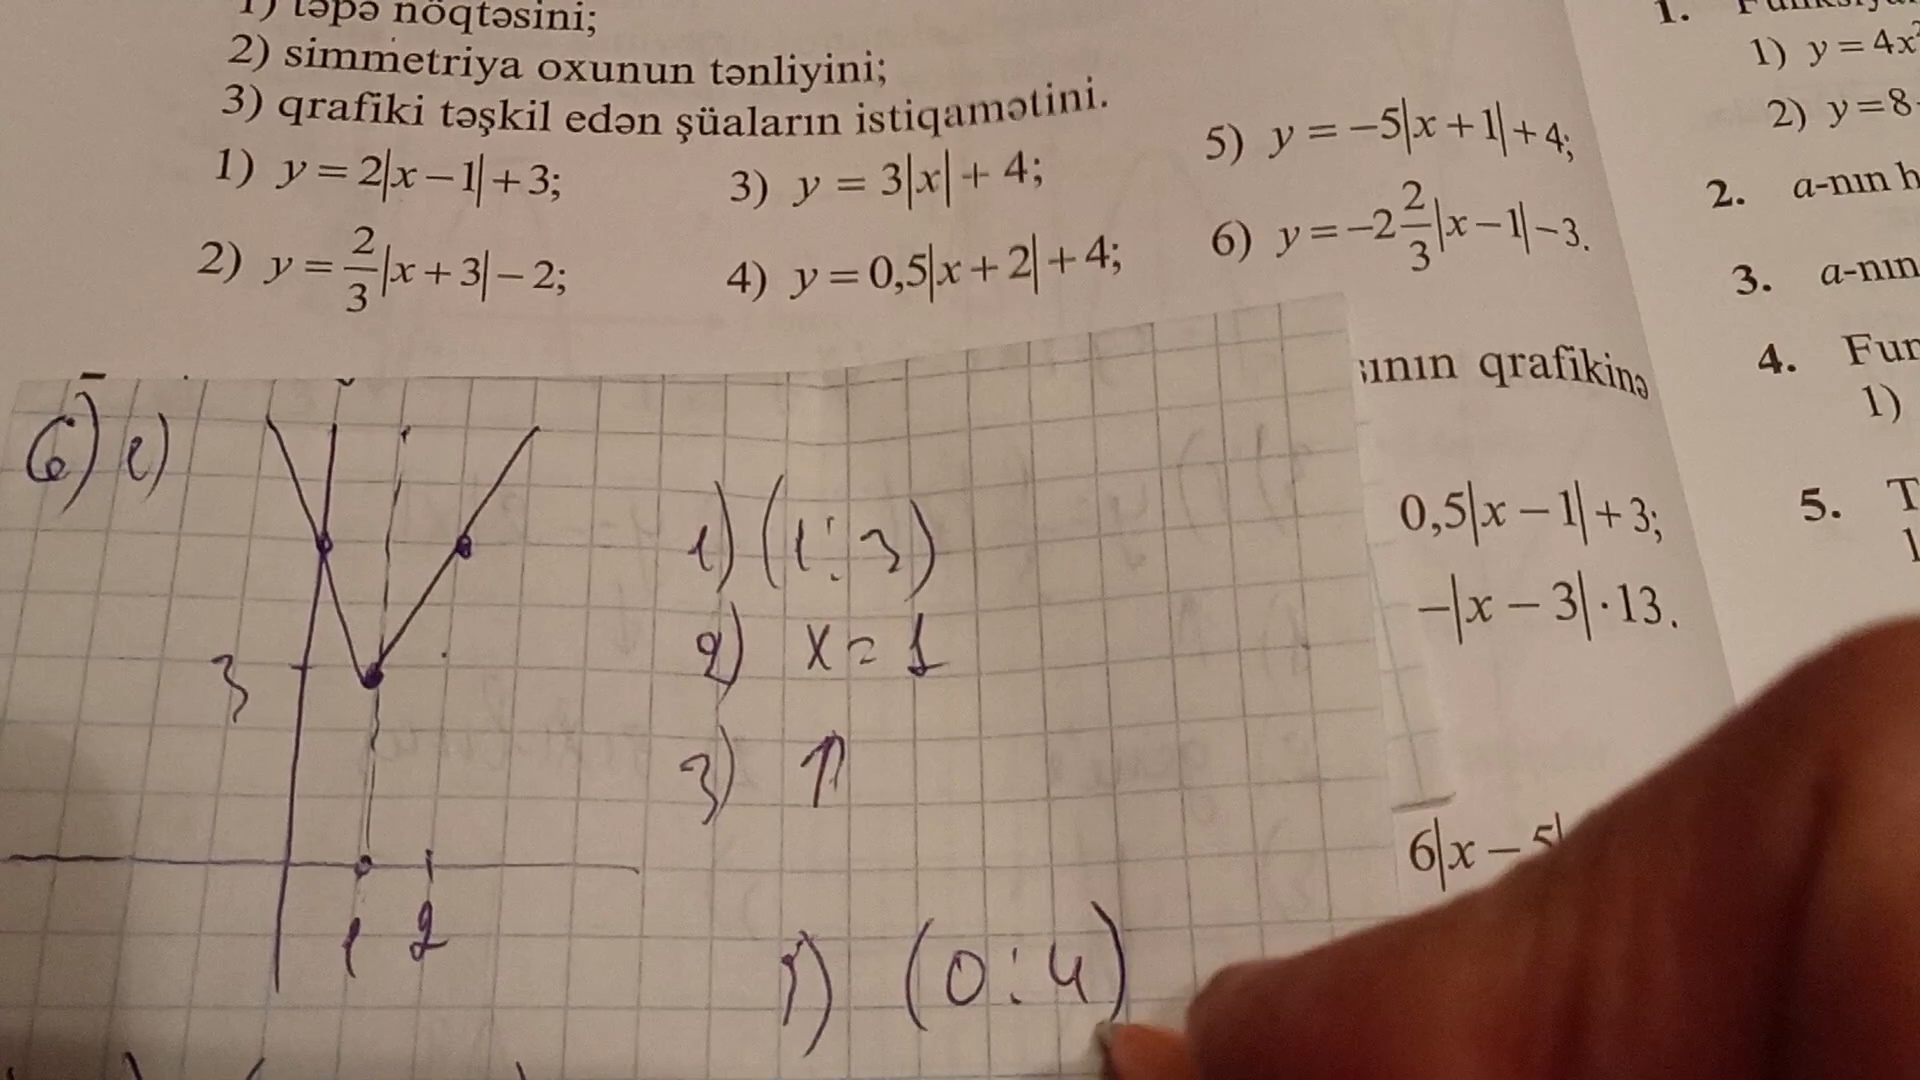 1) təpə nöqtəsini;
2) simmetriya oxunun tənliyini;
3) qrafiki təşkil edən şüaların istiqamətini.
1) y = 2|x − 1| + 3;
3) y = 3|x| + 4;
5) y = −5|x + 1| + 4;
2) y = 2/3|x + 3| − 2;
4) y = 0,5|x + 2| + 4;
6) y = −2 2/3|x − 1| − 3.
qrafikinə
0,5|x − 1| + 3;
−|x − 3| · 13.
6|x − 5|
1.
1) y = 4x²
2) y = 8
2. a-nın h
3. a-nın
4. Fun
1)
5. T
1
6) 1)
3
1 2
1) (1; 3)
2) x = 1
3) ↑
1) (0; 4)